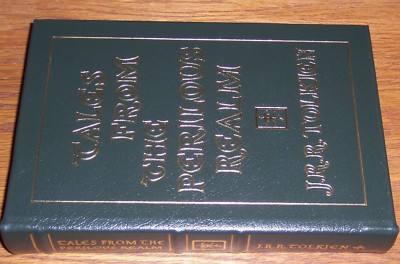 TALES
FROM
THE
PERILOUS
REALM
J.R.R. TOLKIEN
TALES FROM THE
PERILOUS REALM
J.R.R. TOLKIEN